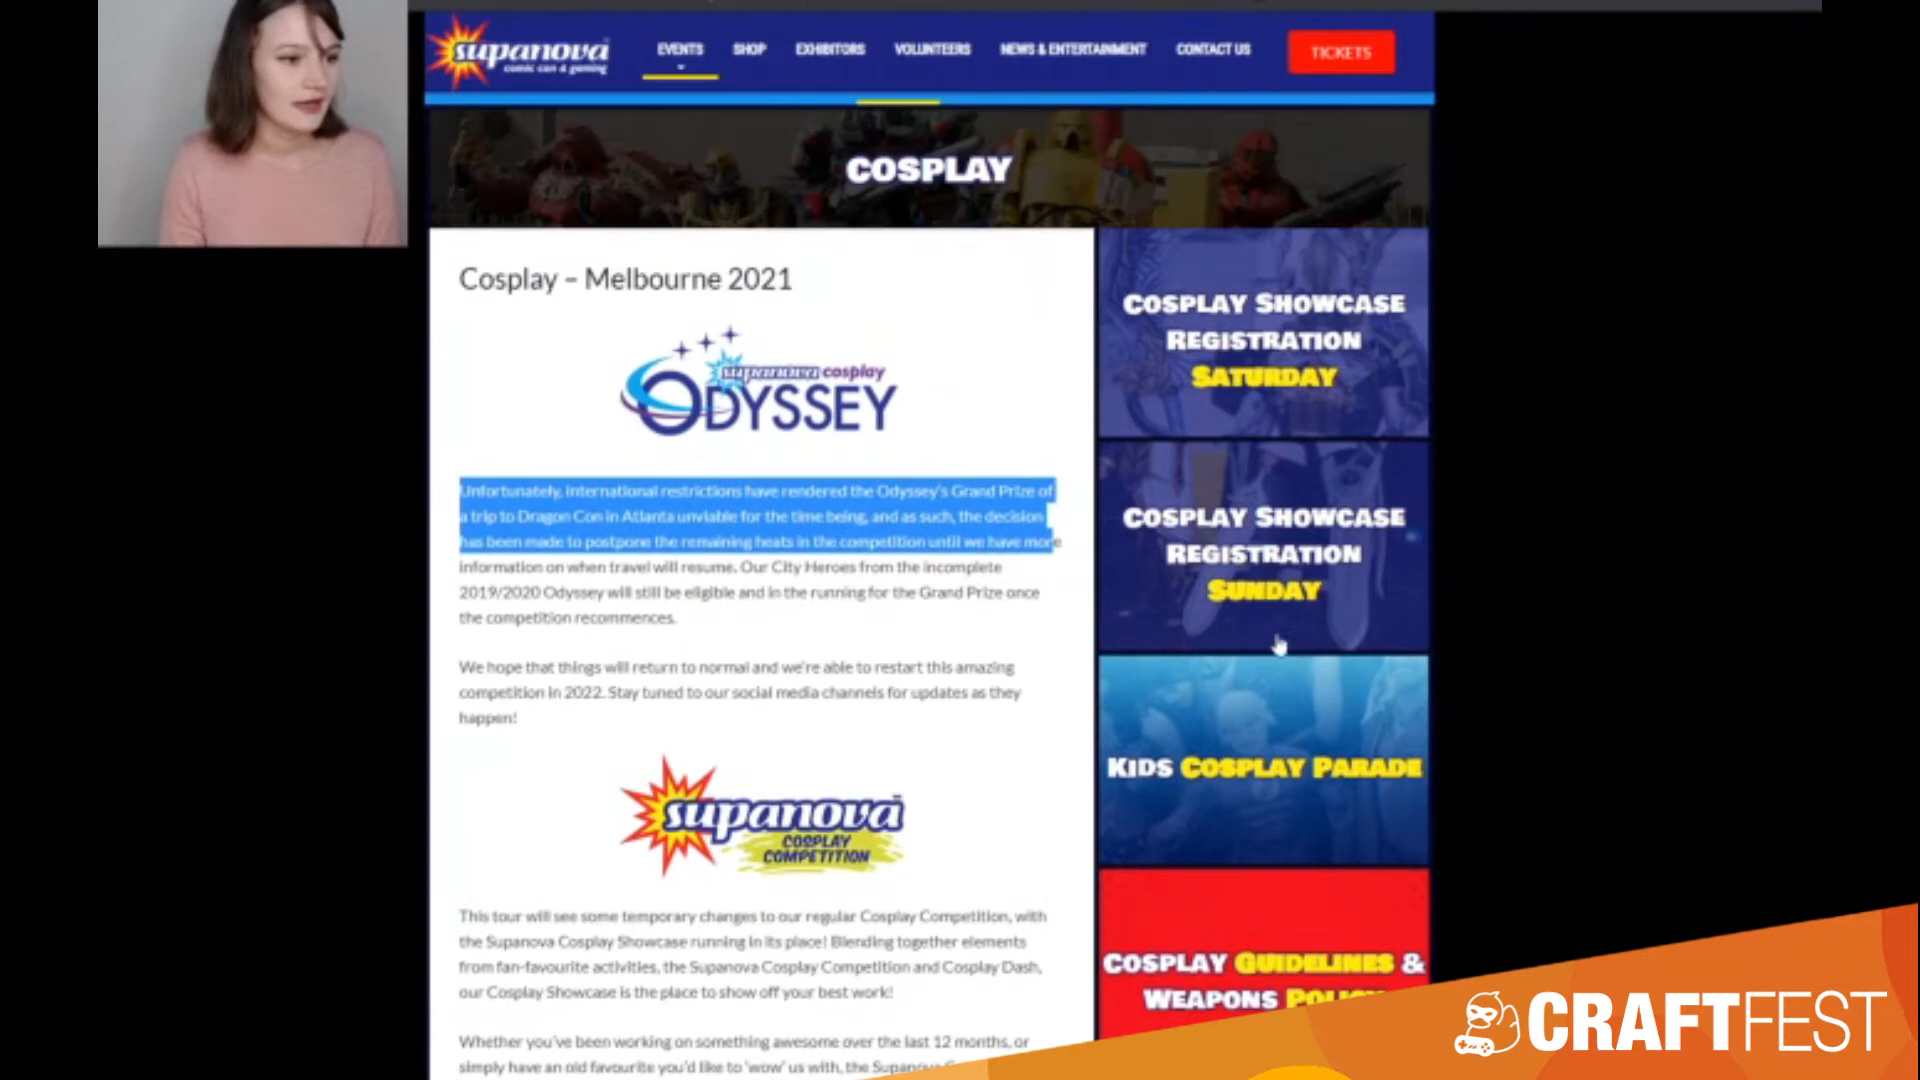 supanova
comic con & gaming
EVENTS
SHOP
EXHIBITORS
VOLUNTEERS
NEWS & ENTERTAINMENT
CONTACT US
TICKETS
COSPLAY
Cosplay – Melbourne 2021
supanova cosplay
ODYSSEY
Unfortunately, international restrictions have rendered the Odyssey's Grand Prize of
a trip to Dragon Con in Atlanta unviable for the time being, and as such, the decision
has been made to postpone the remaining heats in the competition until we have more
information on when travel will resume. Our City Heroes from the incomplete
2019/2020 Odyssey will still be eligible and in the running for the Grand Prize once
the competition recommences.
We hope that things will return to normal and we're able to restart this amazing
competition in 2022. Stay tuned to our social media channels for updates as they
happen!
supanova
COSPLAY
COMPETITION
This tour will see some temporary changes to our regular Cosplay Competition, with
the Supanova Cosplay Showcase running in its place! Blending together elements
from fan-favourite activities, the Supanova Cosplay Competition and Cosplay Dash,
our Cosplay Showcase is the place to show off your best work!
Whether you've been working on something awesome over the last 12 months, or
simply have an old favourite you'd like to 'wow' us with, the Supanova
COSPLAY SHOWCASE
REGISTRATION
SATURDAY
COSPLAY SHOWCASE
REGISTRATION
SUNDAY
KIDS COSPLAY PARADE
COSPLAY GUIDELINES &
WEAPONS POLICY
CRAFTFEST